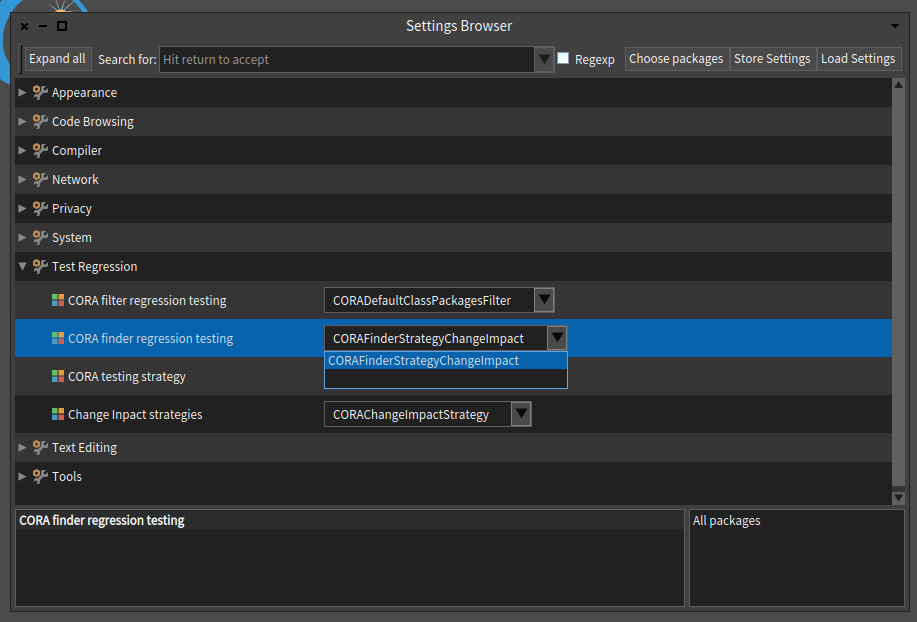 Settings Browser
Expand all Search for: Hit return to accept Regexp Choose packages Store Settings Load Settings
Appearance
Code Browsing
Compiler
Network
Privacy
System
Test Regression
CORA filter regression testing CORADefaultClassPackagesFilter
CORA finder regression testing CORAFinderStrategyChangeImpact
CORAFinderStrategyChangeImpact
CORA testing strategy
Change Inpact strategies CORAChangeImpactStrategy
Text Editing
Tools
CORA finder regression testing All packages